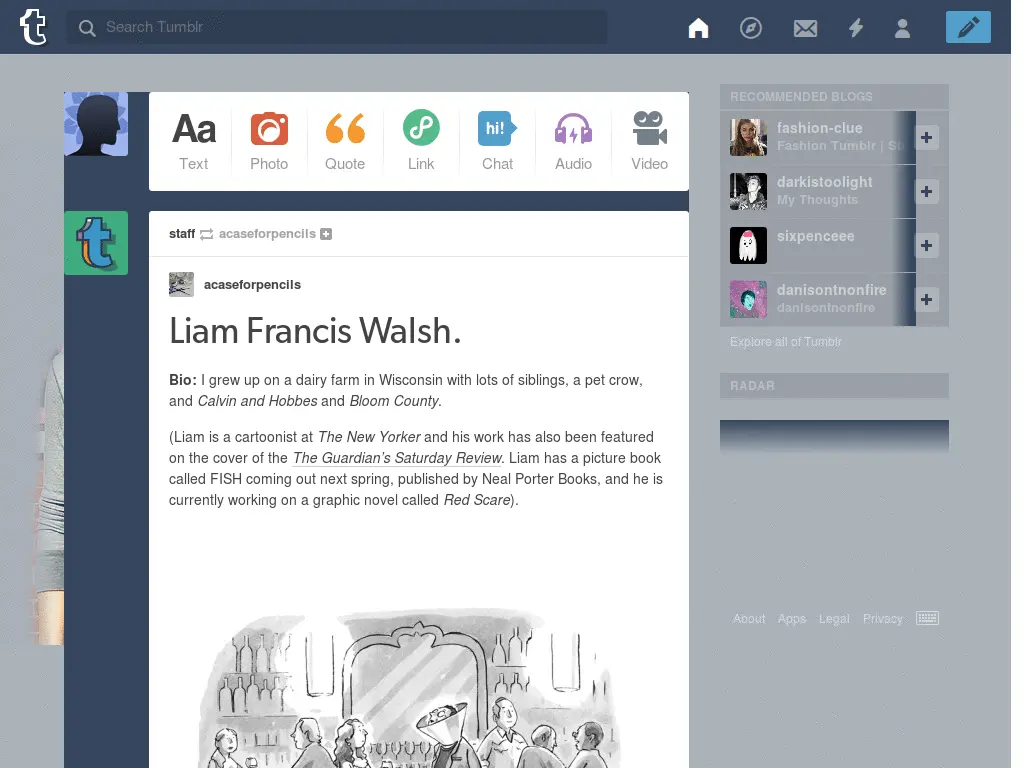 Search Tumblr
Aa
hi!
Text
Photo
Quote
Link
Chat
Audio
Video
staff acaseforpencils
acaseforpencils
Liam Francis Walsh.
Bio: I grew up on a dairy farm in Wisconsin with lots of siblings, a pet crow,
and Calvin and Hobbes and Bloom County.
(Liam is a cartoonist at The New Yorker and his work has also been featured
on the cover of the The Guardian’s Saturday Review. Liam has a picture book
called FISH coming out next spring, published by Neal Porter Books, and he is
currently working on a graphic novel called Red Scare).
RECOMMENDED BLOGS
fashion-clue
Fashion Tumblr |
darkistoolight
My Thoughts
sixpenceee
danisontnonfire
danisontnonfire
Explore all of Tumblr
RADAR
About Apps Legal Privacy